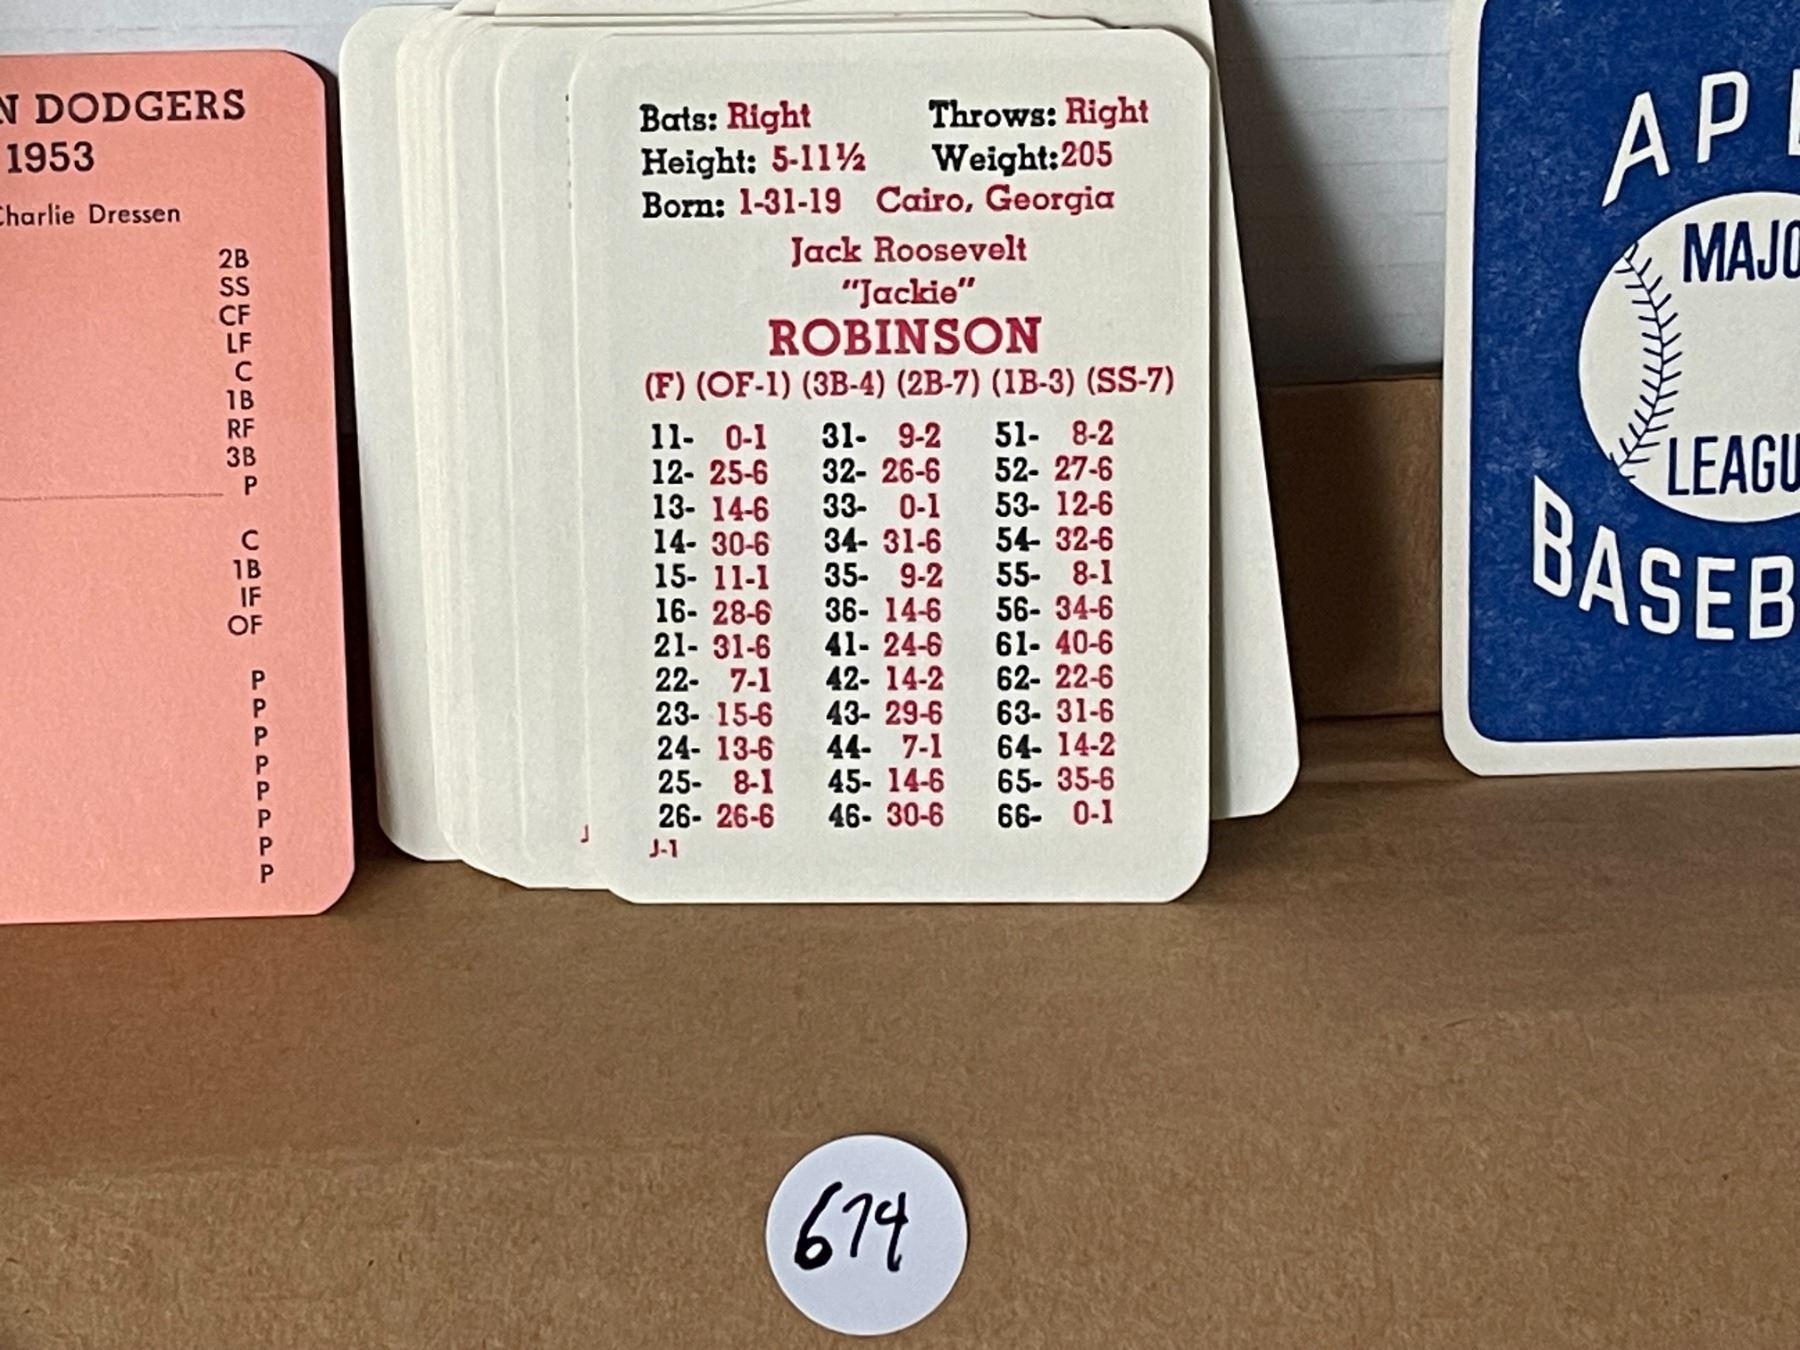 N DODGERS
1953
Charlie Dressen
2B
SS
CF
LF
C
1B
RF
3B
P
C
1B
IF
OF
P
P
P
P
P
P
P
P
J
Bats: Right Throws: Right
Height: 5-11½ Weight:205
Born: 1-31-19 Cairo, Georgia
Jack Roosevelt
"Jackie"
ROBINSON
(F) (OF-1) (3B-4) (2B-7) (1B-3) (SS-7)
11- 0-1 31- 9-2 51- 8-2
12- 25-6 32- 26-6 52- 27-6
13- 14-6 33- 0-1 53- 12-6
14- 30-6 34- 31-6 54- 32-6
15- 11-1 35- 9-2 55- 8-1
16- 28-6 36- 14-6 56- 34-6
21- 31-6 41- 24-6 61- 40-6
22- 7-1 42- 14-2 62- 22-6
23- 15-6 43- 29-6 63- 31-6
24- 13-6 44- 7-1 64- 14-2
25- 8-1 45- 14-6 65- 35-6
26- 26-6 46- 30-6 66- 0-1
J-1
AP
MAJO
LEAGU
BASEB
674